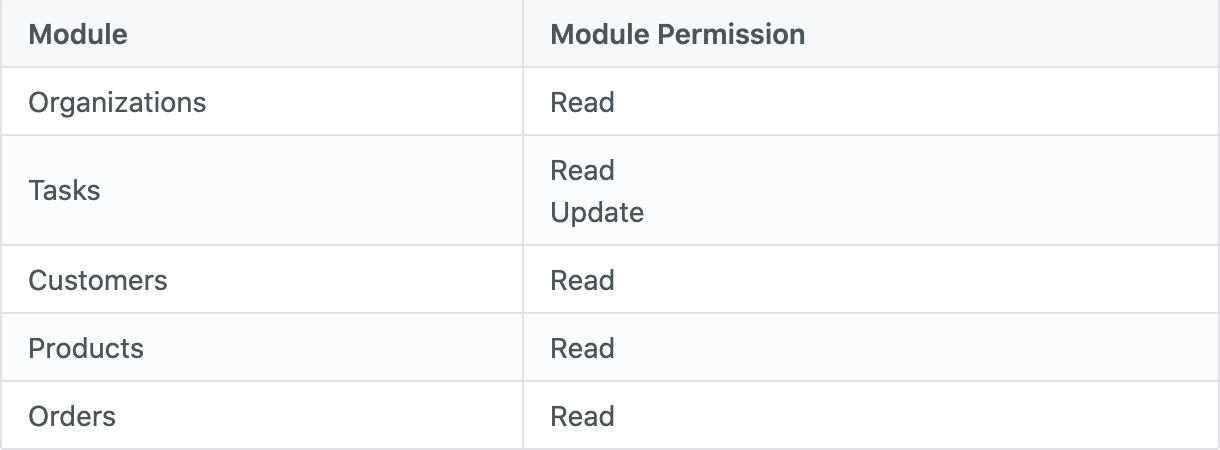 Module Module Permission
Organizations Read
Tasks Read
Update
Customers Read
Products Read
Orders Read